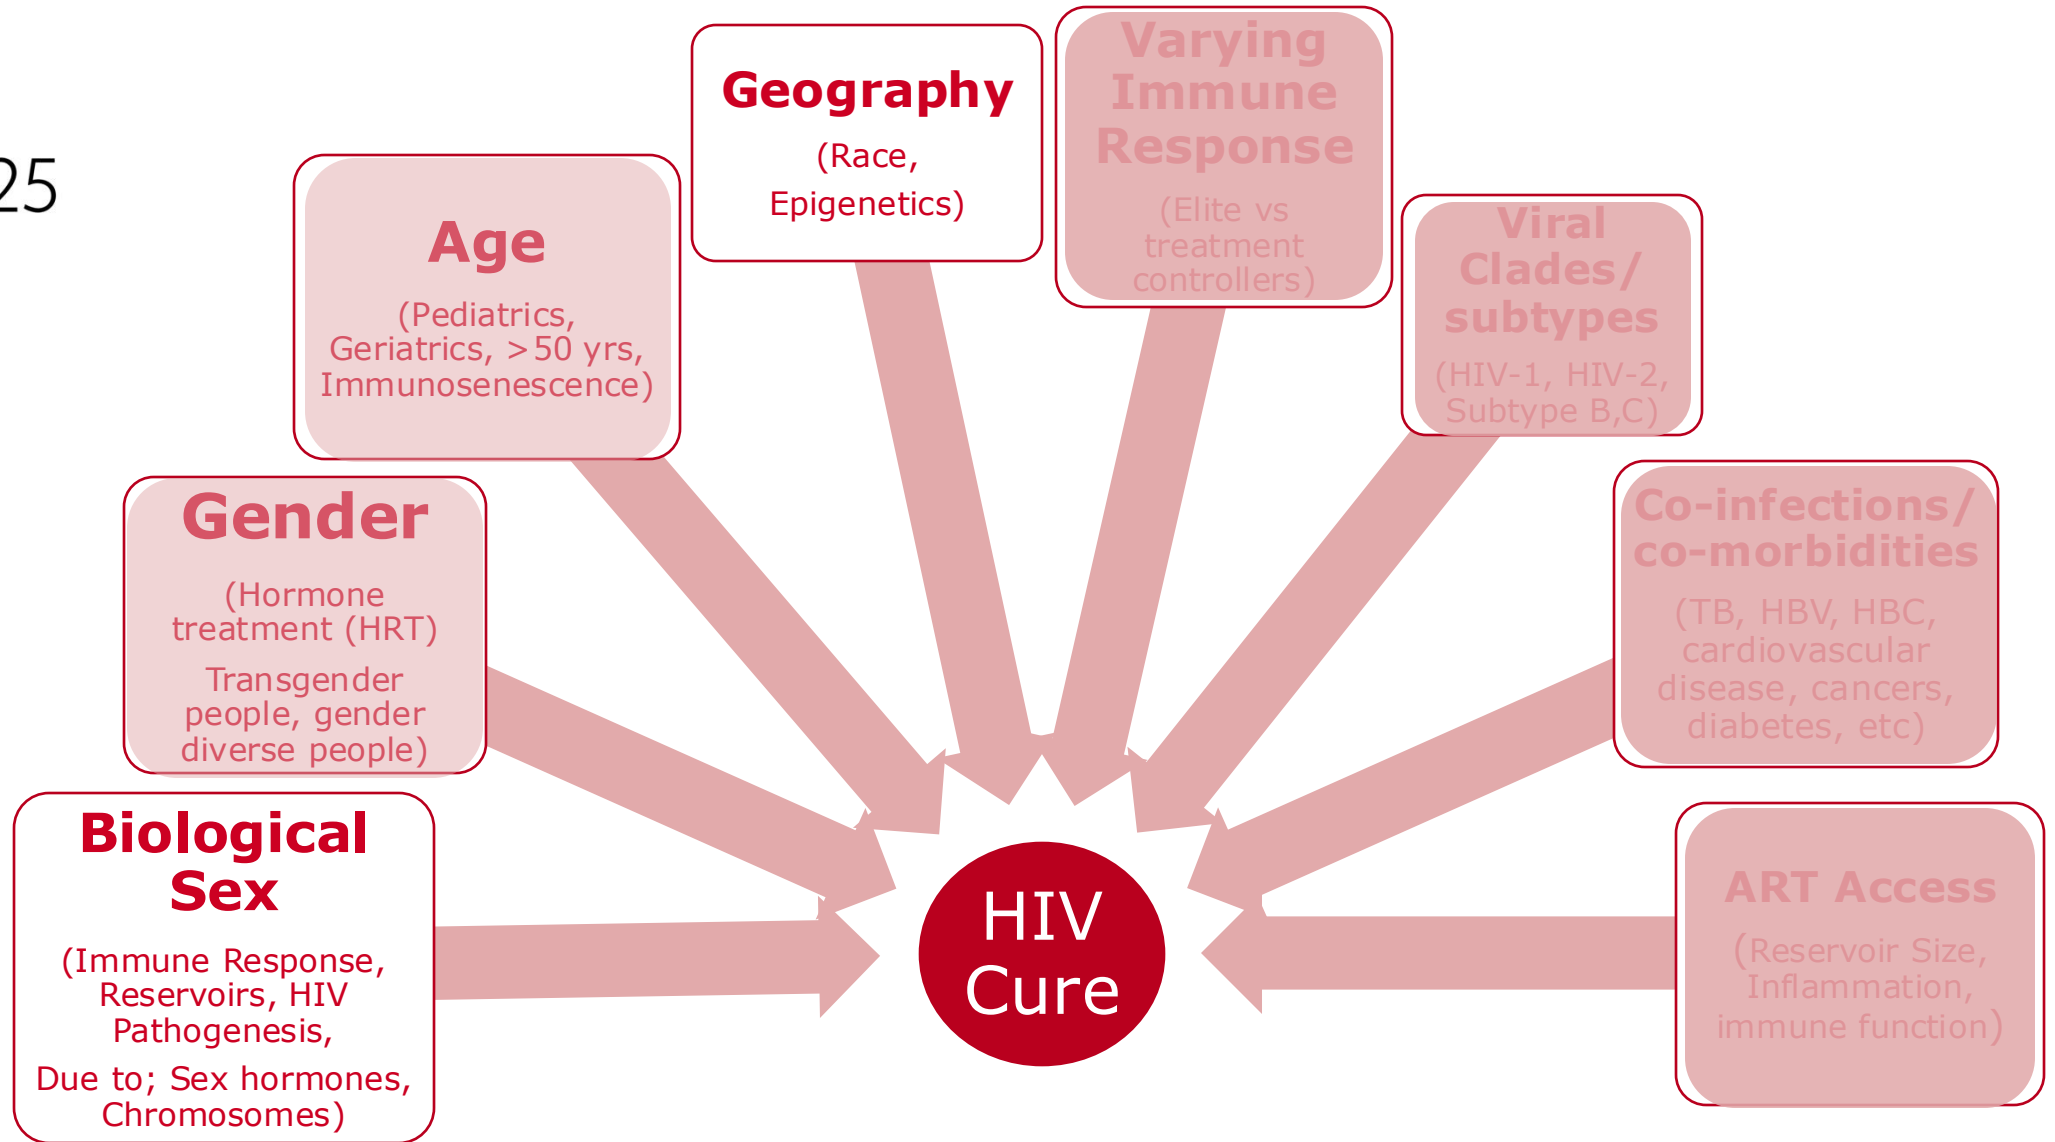 25
Geography
(Race,
Epigenetics)
Varying
Immune
Response
(Elite vs
treatment
controllers)
Age
(Pediatrics,
Geriatrics, >50 yrs,
Immunosenescence)
Viral
Clades/
subtypes
(HIV-1, HIV-2,
Subtype B,C)
Gender
(Hormone
treatment (HRT)
Transgender
people, gender
diverse people)
Co-infections/
co-morbidities
(TB, HBV, HBC,
cardiovascular
disease, cancers,
diabetes, etc)
Biological
Sex
(Immune Response,
Reservoirs, HIV
Pathogenesis,
Due to; Sex hormones,
Chromosomes)
HIV
Cure
ART Access
(Reservoir Size,
Inflammation,
immune function)